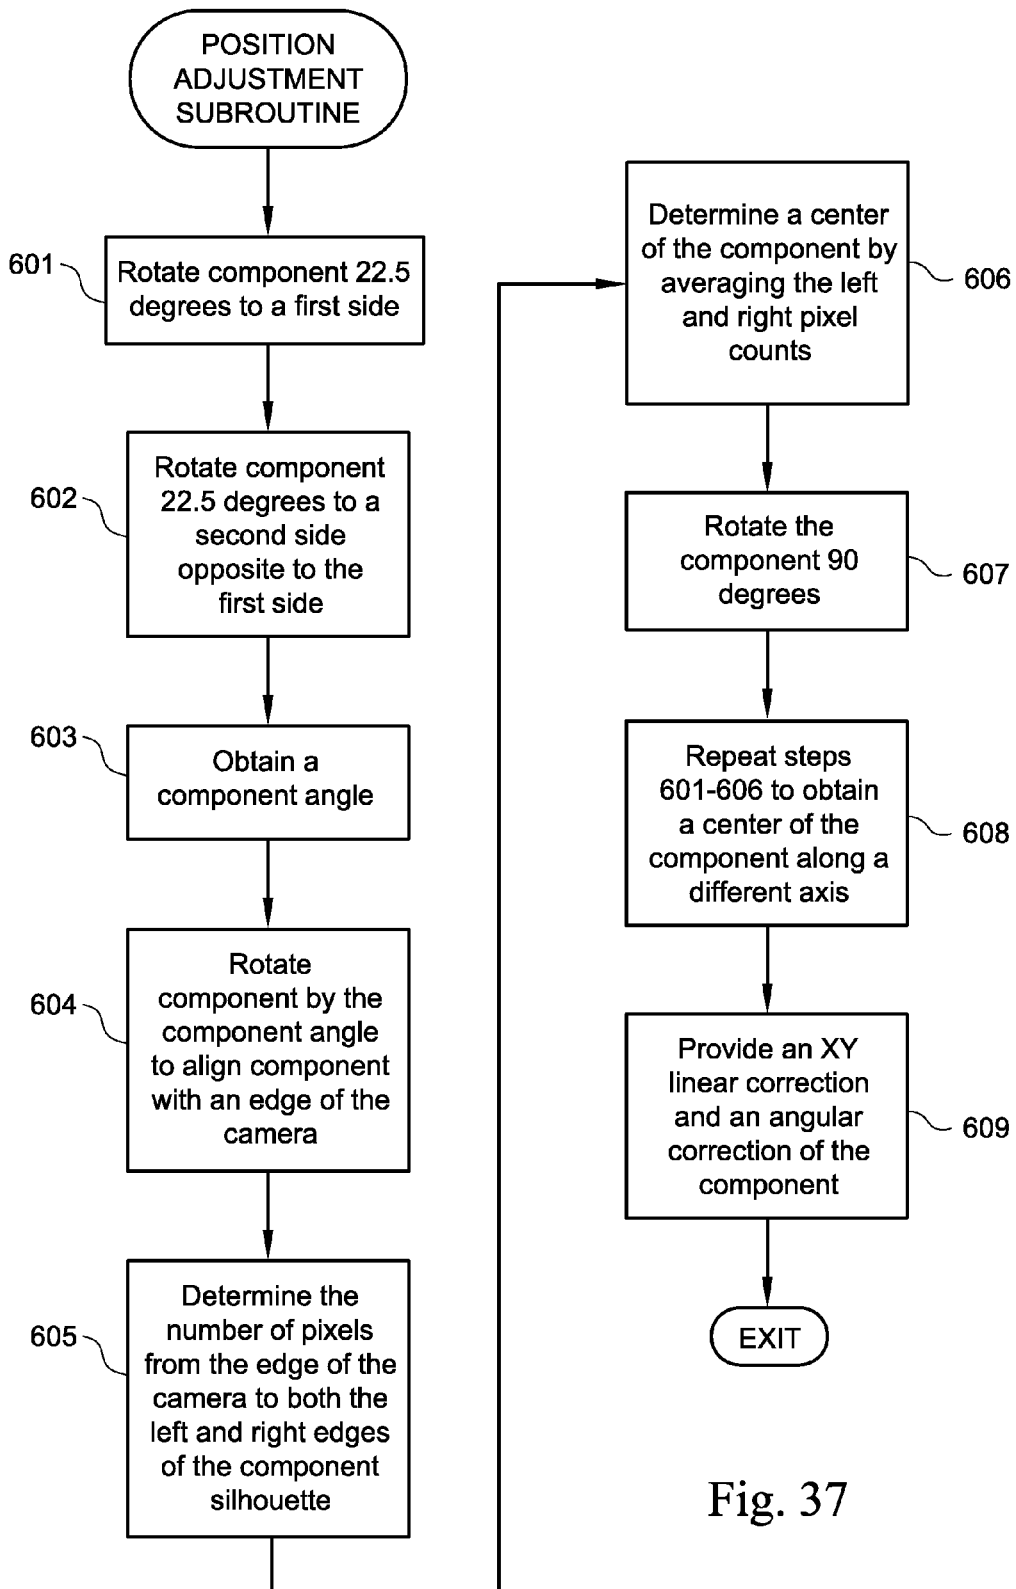 POSITION
ADJUSTMENT
SUBROUTINE
601
Rotate component 22.5
degrees to a first side
602
Rotate component
22.5 degrees to a
second side
opposite to the
first side
603
Obtain a
component angle
604
Rotate
component by the
component angle
to align component
with an edge of the
camera
605
Determine the
number of pixels
from the edge of the
camera to both the
left and right edges
of the component
silhouette
Determine a center
of the component by
averaging the left
and right pixel
counts
606
Rotate the
component 90
degrees
607
Repeat steps
601-606 to obtain
a center of the
component along a
different axis
608
Provide an XY
linear correction
and an angular
correction of the
component
609
EXIT
Fig. 37